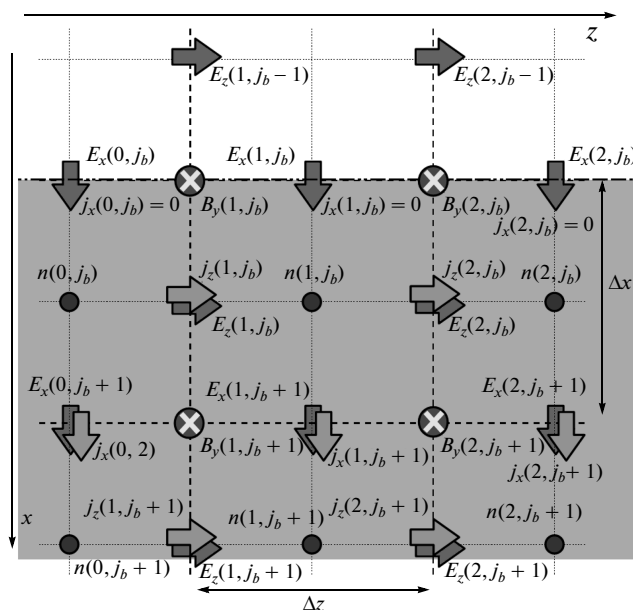 z
E_z(1, j_b – 1) E_z(2, j_b – 1)
E_x(0, j_b) E_x(1, j_b) E_x(2, j_b)
j_x(0, j_b) = 0 B_y(1, j_b) j_x(1, j_b) = 0 B_y(2, j_b)
j_x(2, j_b) = 0
n(0, j_b) j_z(1, j_b) n(1, j_b) j_z(2, j_b) n(2, j_b)
Δx
E_z(1, j_b) E_z(2, j_b)
E_x(0, j_b + 1) E_x(1, j_b + 1) E_x(2, j_b + 1)
j_x(0, 2) B_y(1, j_b + 1) j_x(1, j_b + 1) B_y(2, j_b + 1)
j_x(2, j_b + 1)
j_z(1, j_b + 1) n(1, j_b + 1) j_z(2, j_b + 1) n(2, j_b + 1)
x
n(0, j_b + 1) E_z(1, j_b + 1) E_z(2, j_b + 1)
Δz